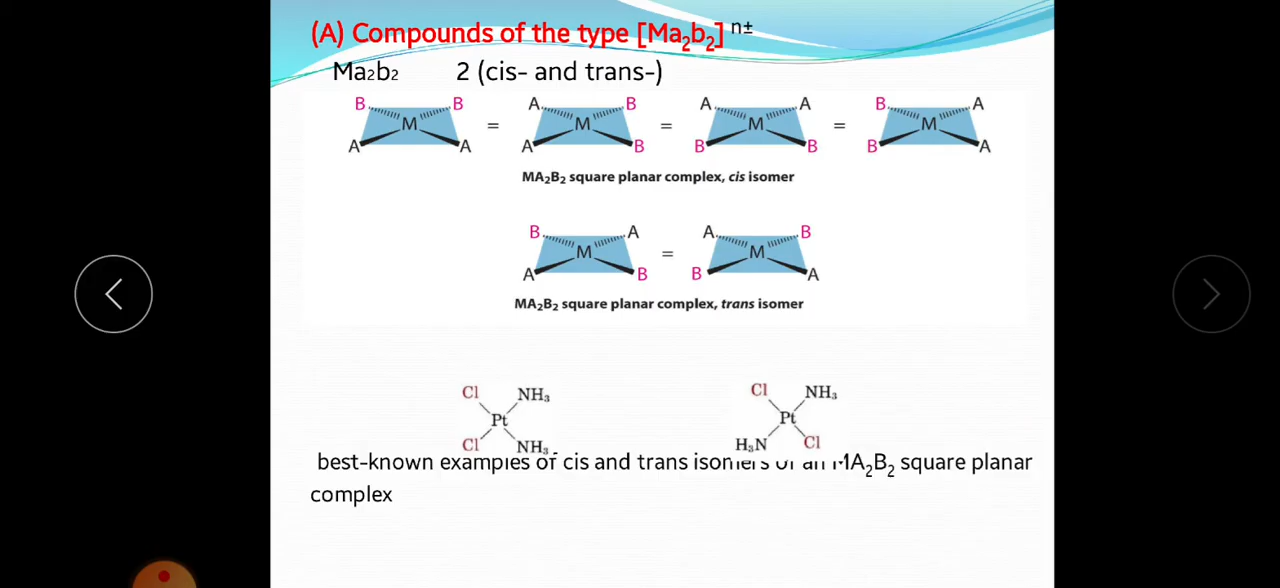 (A) Compounds of the type [Ma₂b₂] n±
Ma₂b₂ 2 (cis- and trans-)
B B A B A A B A
M = M = M = M
A A A B B B B A
MA₂B₂ square planar complex, cis isomer
B A A B
M = M
A B B A
MA₂B₂ square planar complex, trans isomer
Cl NH₃ Cl NH₃
Pt Pt
Cl NH₃ H₃N Cl
best-known examples of cis and trans isomers of an MA₂B₂ square planar
complex